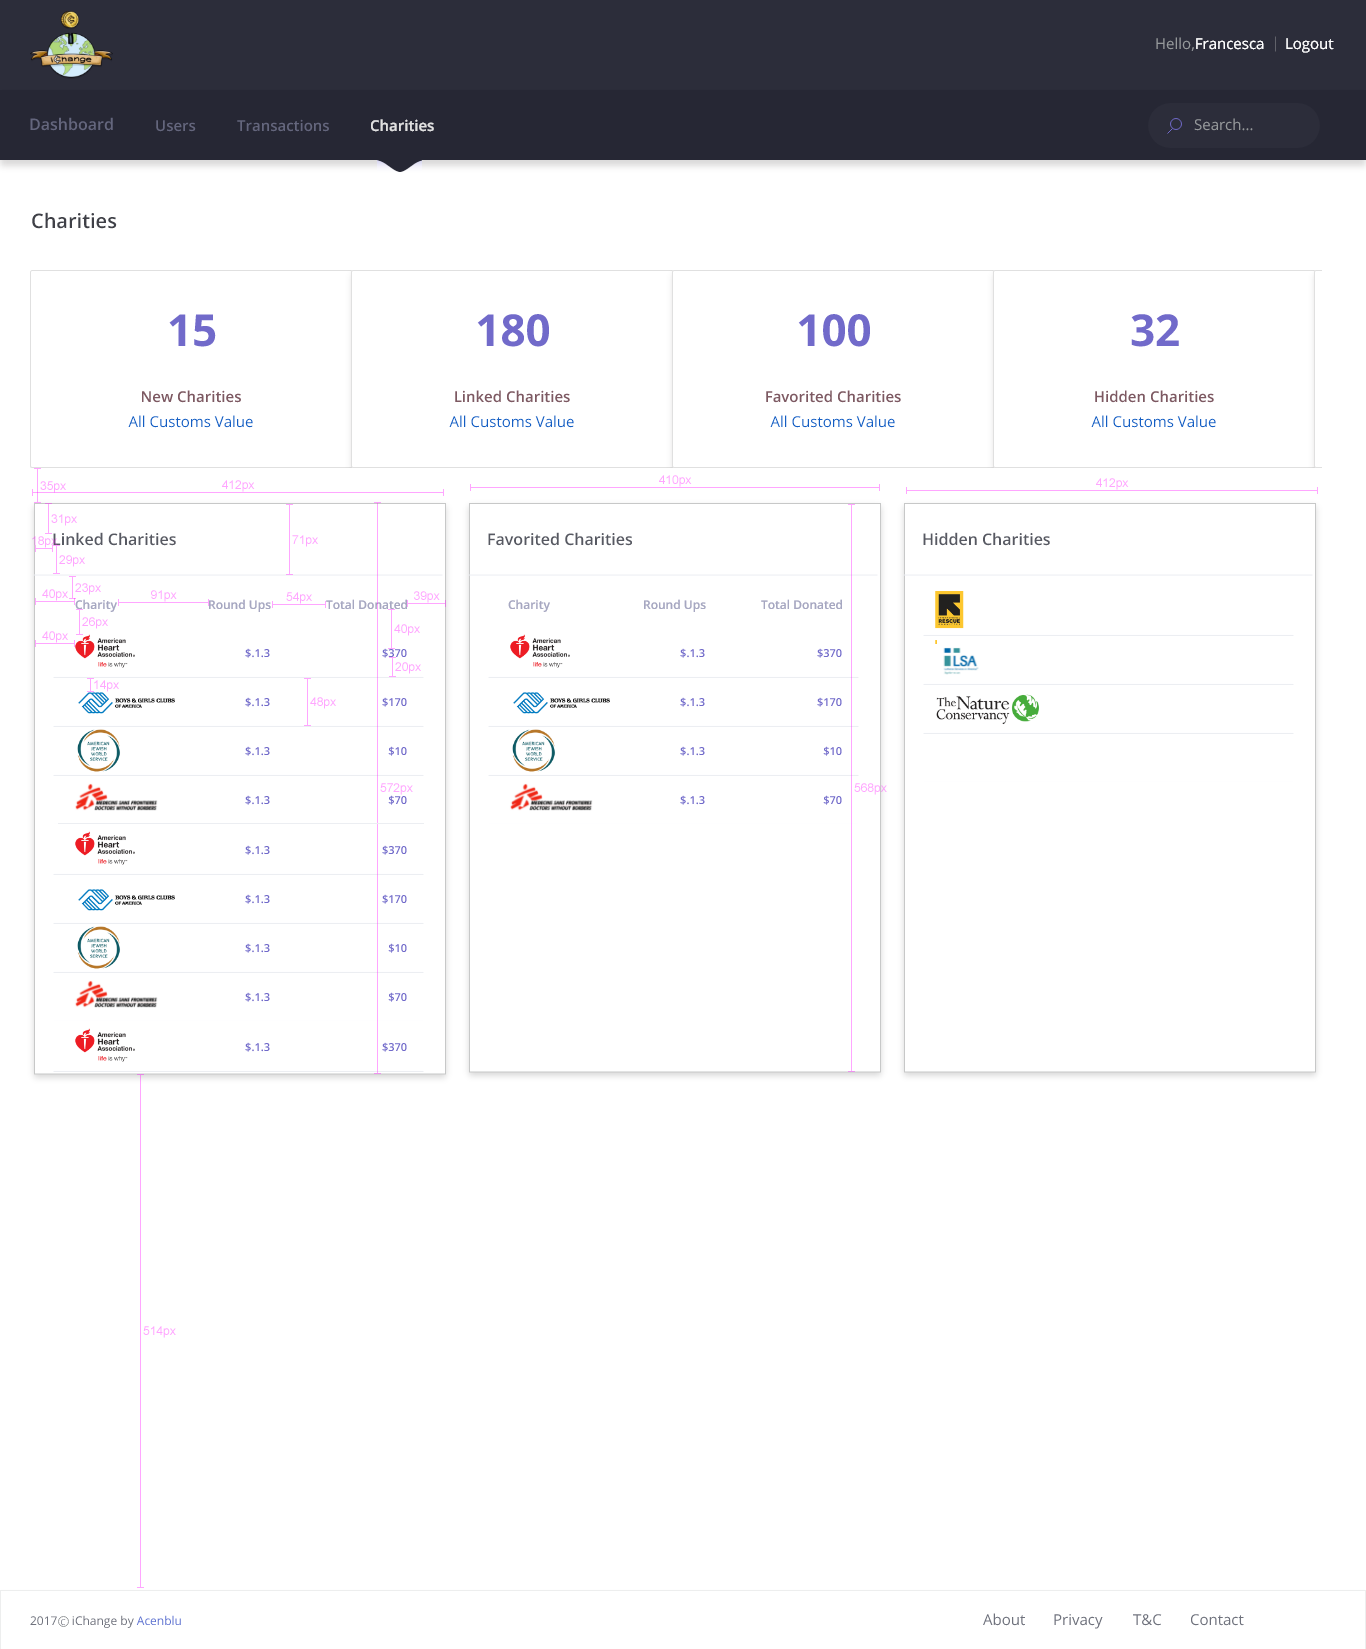 iChange
Hello,Francesca | Logout
Dashboard Users Transactions Charities
Search...
Charities
15 180 100 32
New Charities Linked Charities Favorited Charities Hidden Charities
All Customs Value All Customs Value All Customs Value All Customs Value
35px 412px 410px 412px
31px
18px Linked Charities 71px Favorited Charities Hidden Charities
29px
23px
40px 91px 54px 39px
Charity Round Ups Total Donated Charity Round Ups Total Donated
26px
40px 40px
American Heart Association. life is why™ $.1.3 $370 American Heart Association. life is why™ $.1.3 $370 RESCUE
20px
iLSA
14px
BOYS & GIRLS CLUBS OF AMERICA $.1.3 48px $170 BOYS & GIRLS CLUBS OF AMERICA $.1.3 $170 The Nature Conservancy
AMERICAN JEWISH WORLD SERVICE $.1.3 $10 AMERICAN JEWISH WORLD SERVICE $.1.3 $10
572px 568px
MEDECINS SANS FRONTIERES DOCTORS WITHOUT BORDERS $.1.3 $70 MEDECINS SANS FRONTIERES DOCTORS WITHOUT BORDERS $.1.3 $70
American Heart Association. life is why™ $.1.3 $370
BOYS & GIRLS CLUBS OF AMERICA $.1.3 $170
AMERICAN JEWISH WORLD SERVICE $.1.3 $10
MEDECINS SANS FRONTIERES DOCTORS WITHOUT BORDERS $.1.3 $70
American Heart Association. life is why™ $.1.3 $370
514px
2017© iChange by Acenblu About Privacy T&C Contact